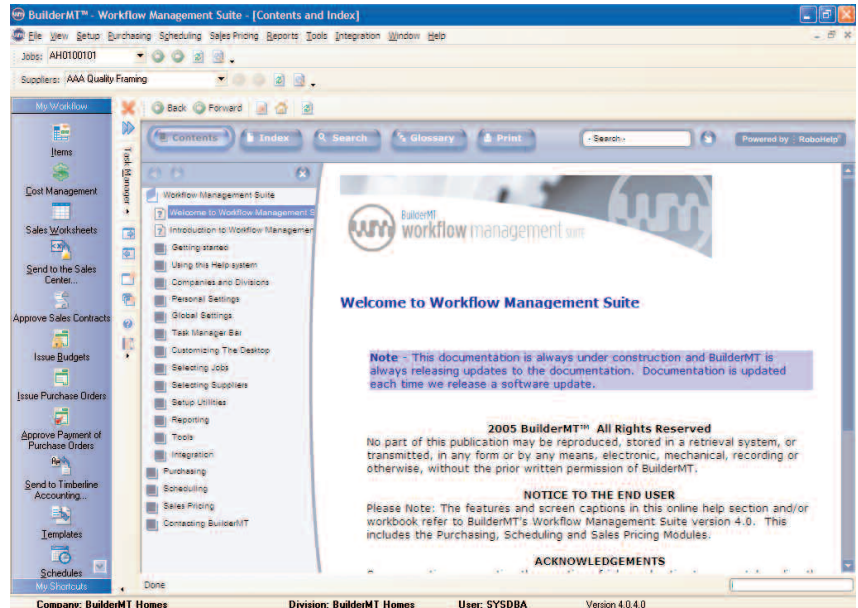 BuilderMT™ - Workflow Management Suite - [Contents and Index]
File View Setup Purchasing Scheduling Sales Pricing Reports Tools Integration Window Help
Jobs: AH0100101
Suppliers: AAA Quality Framing
My Workflow
Back Forward
Contents Index Search Glossary Print - Search - Powered by RoboHelp
Task Manager
Items
Cost Management
Sales Worksheets
Send to the Sales
Center...
Approve Sales Contracts
Issue Budgets
Issue Purchase Orders
Approve Payment of
Purchase Orders
Send to Timberline
Accounting...
Templates
Schedules
My Shortcuts
Workflow Management Suite
Welcome to Workflow Management S
Introduction to Workflow Managemen
Getting started
Using this Help system
Companies and Divisions
Personal Settings
Global Settings
Task Manager Bar
Customizing The Desktop
Selecting Jobs
Selecting Suppliers
Setup Utilities
Reporting
Tools
Integration
Purchasing
Scheduling
Sales Pricing
Contacting BuilderMT
BuilderMT
workflow management suite
Welcome to Workflow Management Suite
Note - This documentation is always under construction and BuilderMT is
always releasing updates to the documentation. Documentation is updated
each time we release a software update.
2005 BuilderMT™ All Rights Reserved
No part of this publication may be reproduced, stored in a retrieval system, or
transmitted, in any form or by any means, electronic, mechanical, recording or
otherwise, without the prior written permission of BuilderMT.
NOTICE TO THE END USER
Please Note: The features and screen captions in this online help section and/or
workbook refer to BuilderMT's Workflow Management Suite version 4.0. This
includes the Purchasing, Scheduling and Sales Pricing Modules.
ACKNOWLEDGEMENTS
Done
Company: BuilderMT Homes Division: BuilderMT Homes User: SYSDBA Version 4.0.4.0